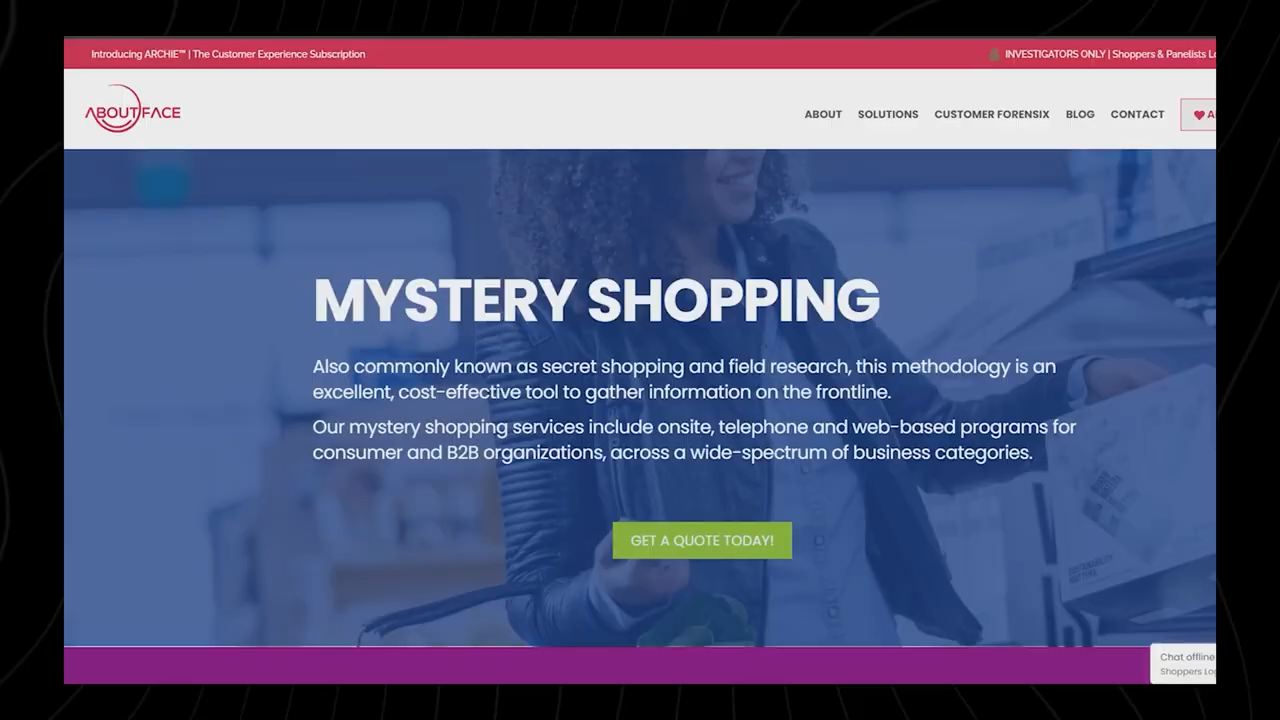 Introducing ARCHIE™ | The Customer Experience Subscription
INVESTIGATORS ONLY | Shoppers & Panelists Lo
ABOUT FACE
ABOUT SOLUTIONS CUSTOMER FORENSIX BLOG CONTACT
MYSTERY SHOPPING
Also commonly known as secret shopping and field research, this methodology is an
excellent, cost-effective tool to gather information on the frontline.
Our mystery shopping services include onsite, telephone and web-based programs for
consumer and B2B organizations, across a wide-spectrum of business categories.
GET A QUOTE TODAY!
Chat offline
Shoppers Lo